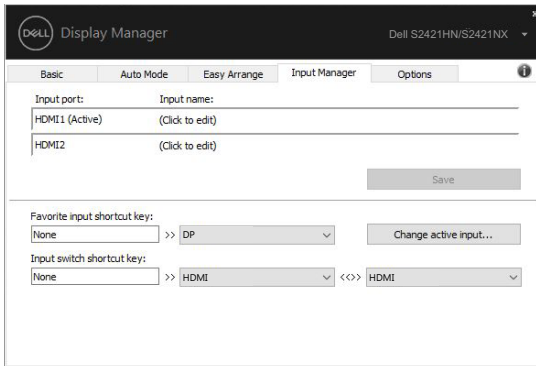 DELL Display Manager
Dell S2421HN/S2421NX
Basic Auto Mode Easy Arrange Input Manager Options
Input port: Input name:
HDMI1 (Active) (Click to edit)
HDMI2 (Click to edit)
Save
Favorite input shortcut key:
None >> DP Change active input...
Input switch shortcut key:
None >> HDMI <<>> HDMI